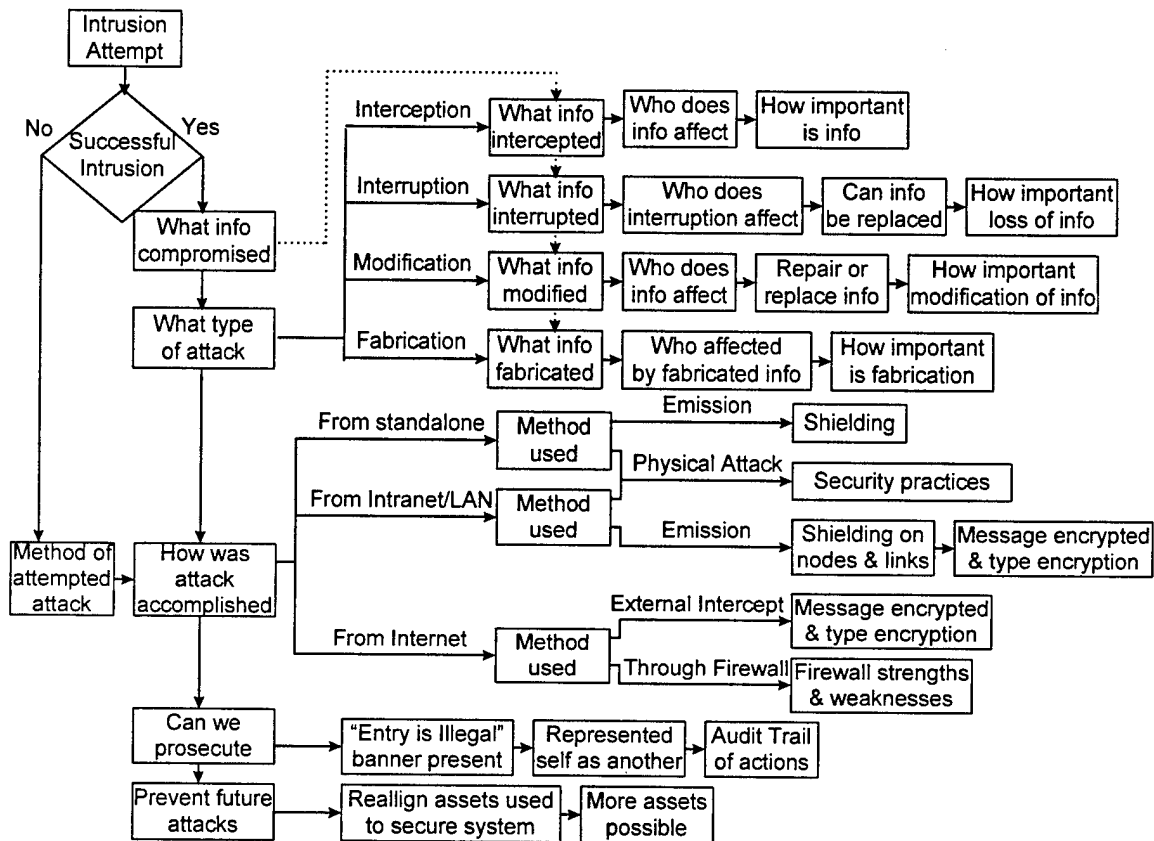 Intrusion
Attempt
No
Yes
Successful
Intrusion
What info
compromised
What type
of attack
Interception
What info
intercepted
Who does
info affect
How important
is info
Interruption
What info
interrupted
Who does
interruption affect
Can info
be replaced
How important
loss of info
Modification
What info
modified
Who does
info affect
Repair or
replace info
How important
modification of info
Fabrication
What info
fabricated
Who affected
by fabricated info
How important
is fabrication
Method of
attempted
attack
How was
attack
accomplished
From standalone
Method
used
Emission
Shielding
Physical Attack
Security practices
From Intranet/LAN
Method
used
Emission
Shielding on
nodes & links
Message encrypted
& type encryption
From Internet
Method
used
External Intercept
Message encrypted
& type encryption
Through Firewall
Firewall strengths
& weaknesses
Can we
prosecute
"Entry is Illegal"
banner present
Represented
self as another
Audit Trail
of actions
Prevent future
attacks
Reallign assets used
to secure system
More assets
possible